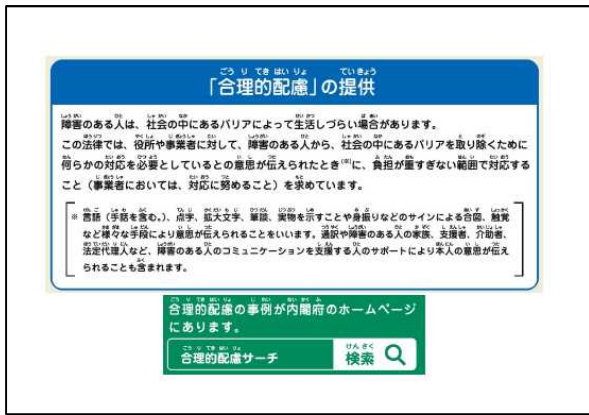 「合理的配慮」の提供
障害のある人は、社会の中にあるバリアによって生活しづらい場合があります。
この法律では、役所や事業者に対して、障害のある人から、社会の中にあるバリアを取り除くために
何らかの対応を必要としているとの意思が伝えられたとき(※)に、負担が重すぎない範囲で対応する
こと（事業者においては、対応に努めること）を求めています。
※ 言語（手話を含む。）、点字、拡大文字、筆談、実物を示すことや身振りなどのサインによる合図、触覚
など様々な手段により意思が伝えられることをいいます。通訳や障害のある人の家族、支援者、介助者、
法定代理人など、障害のある人のコミュニケーションを支援する人のサポートにより本人の意思が伝え
られることも含まれます。
合理的配慮の事例が内閣府のホームページ
にあります。
合理的配慮サーチ 検索